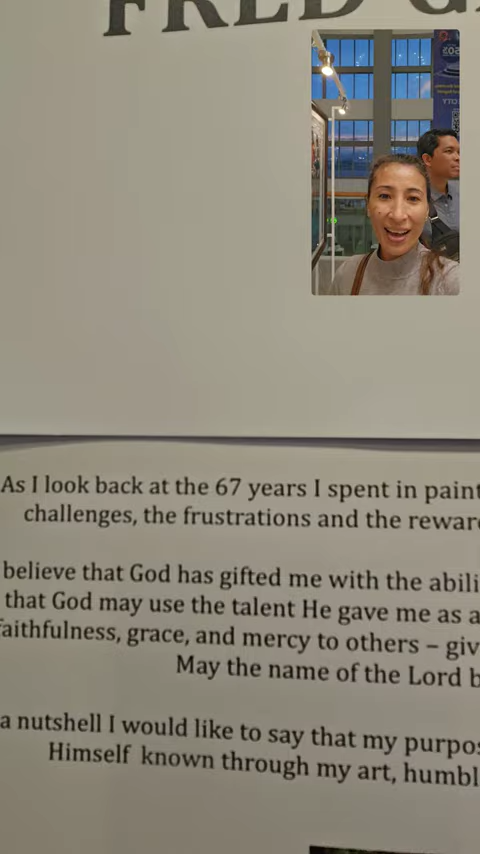 FRED G
As I look back at the 67 years I spent in paint
challenges, the frustrations and the rewar
believe that God has gifted me with the abili
that God may use the talent He gave me as a
faithfulness, grace, and mercy to others – giv
May the name of the Lord b
a nutshell I would like to say that my purpos
Himself known through my art, humbl